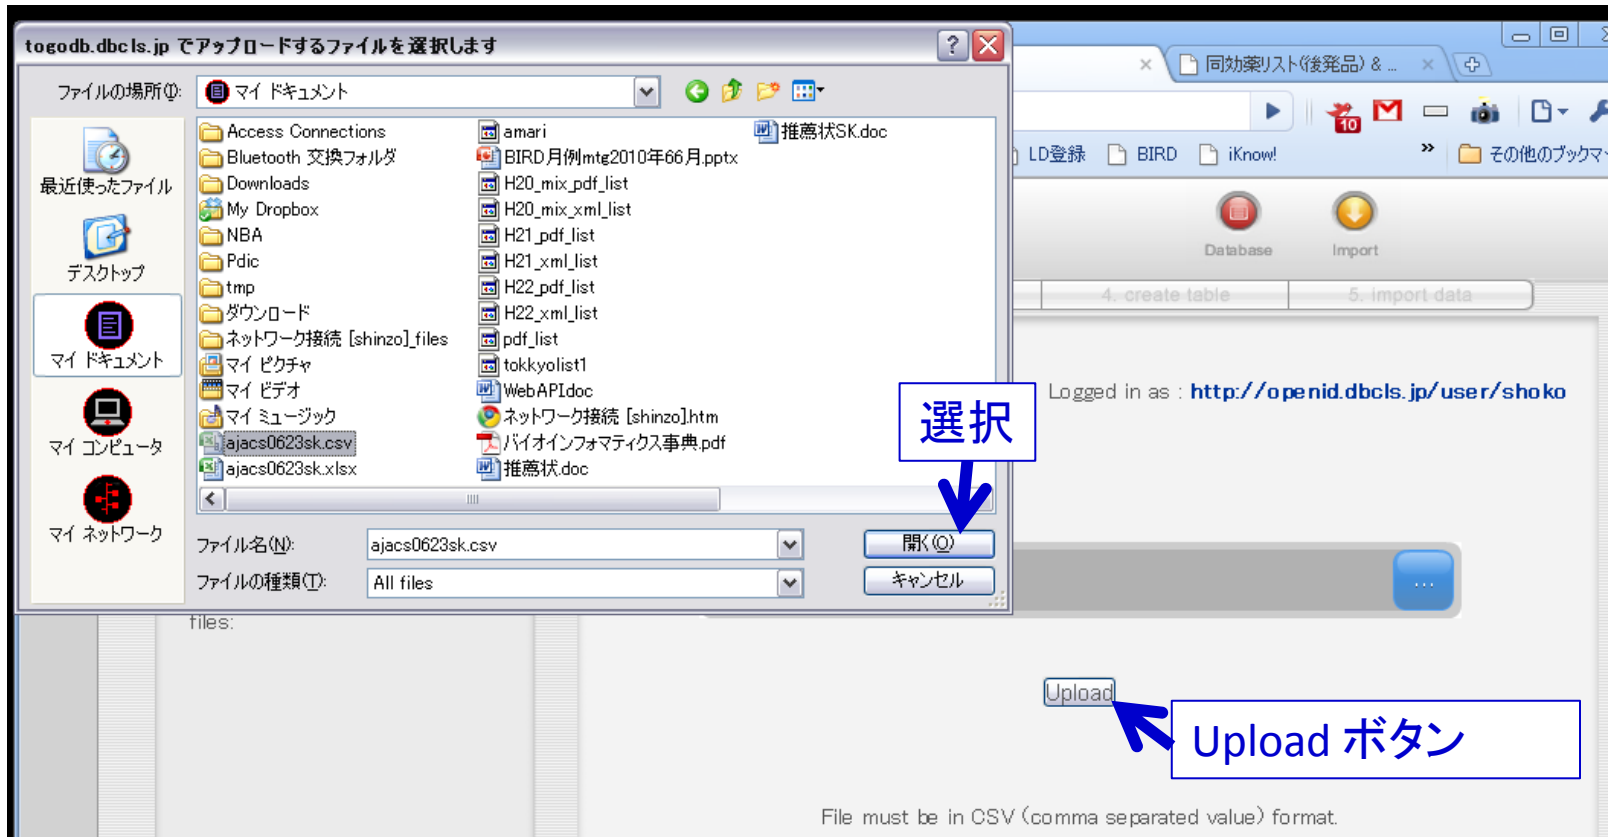 togodb.dbcls.jp でアップロードするファイルを選択します
ファイルの場所(I):
マイ ドキュメント
最近使ったファイル
デスクトップ
マイ ドキュメント
マイ コンピュータ
マイ ネットワーク
Access Connections
Bluetooth 交換フォルダ
Downloads
My Dropbox
NBA
Pdic
tmp
ダウンロード
ネットワーク接続 [shinzo]_files
マイ ピクチャ
マイ ビデオ
マイ ミュージック
ajacs0623sk.csv
ajacs0623sk.xlsx
amari
BIRD月例mtg2010年66月.pptx
H20_mix_pdf_list
H20_mix_xml_list
H21_pdf_list
H21_xml_list
H22_pdf_list
H22_xml_list
pdf_list
tokkyolist1
WebAPI.doc
ネットワーク接続 [shinzo].htm
バイオインフォマティクス事典.pdf
推薦状.doc
推薦状SK.doc
ファイル名(N):
ajacs0623sk.csv
開く(O)
ファイルの種類(T):
All files
キャンセル
選択
同効薬リスト(後発品) & ...
10
LD登録
BIRD
iKnow!
»
その他のブックマー
Database
Import
4. create table
5. import data
Logged in as : http://openid.dbcls.jp/user/shoko
...
files:
Upload
Upload ボタン
File must be in CSV (comma separated value) format.